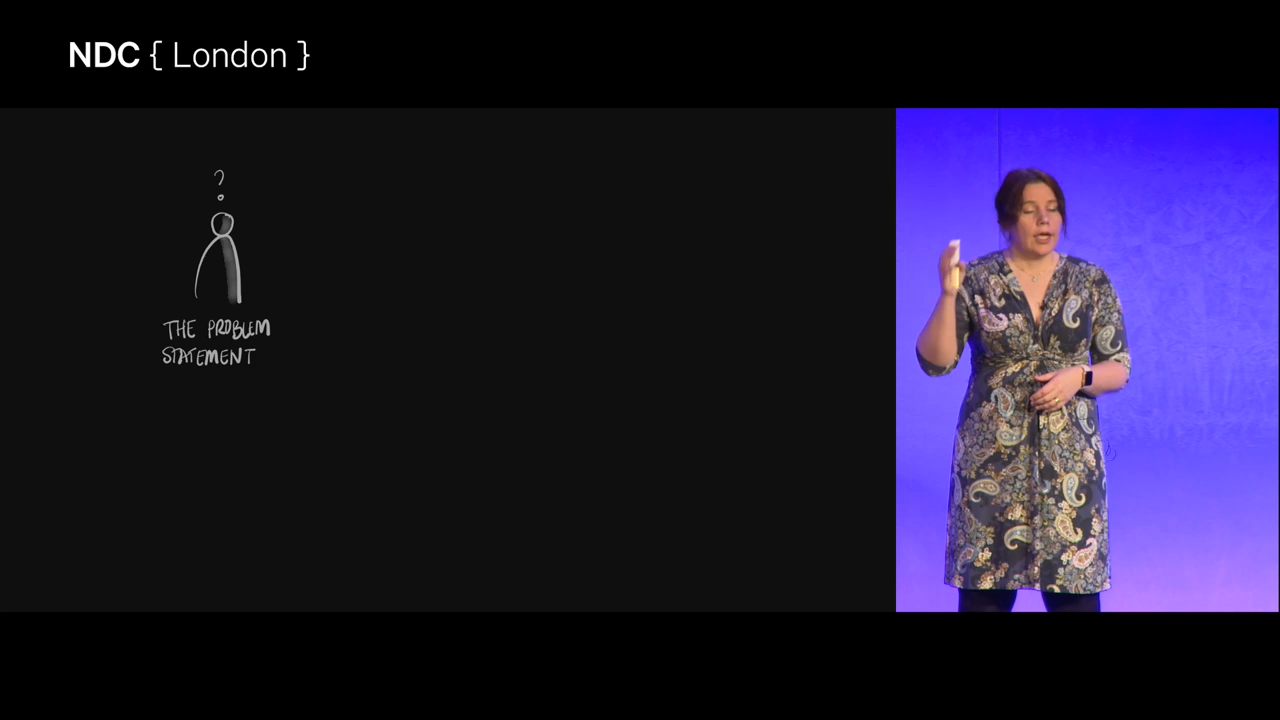 NDC { London }
?
THE PROBLEM
STATEMENT